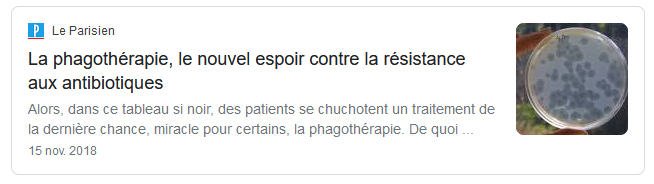 Le Parisien
La phagothérapie, le nouvel espoir contre la résistance
aux antibiotiques
Alors, dans ce tableau si noir, des patients se chuchotent un traitement de
la dernière chance, miracle pour certains, la phagothérapie. De quoi ...
15 nov. 2018